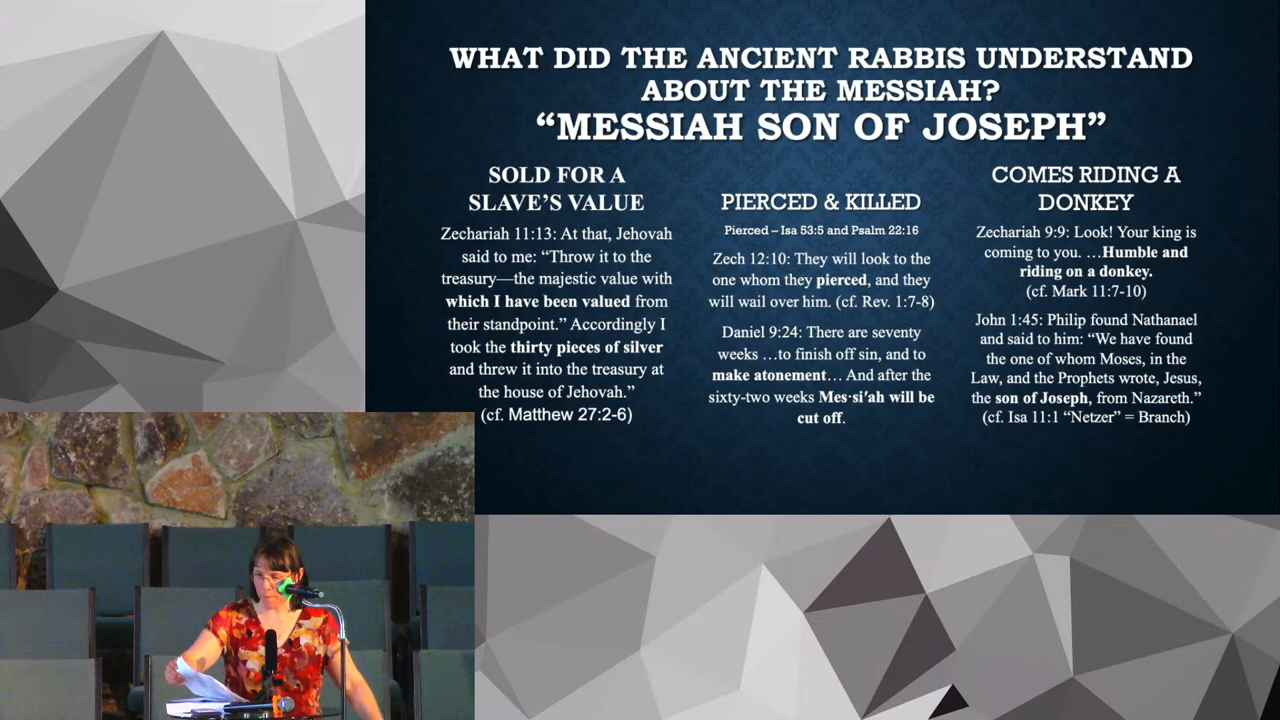 WHAT DID THE ANCIENT RABBIS UNDERSTAND
ABOUT THE MESSIAH?
“MESSIAH SON OF JOSEPH”
SOLD FOR A
SLAVE’S VALUE
Zechariah 11:13: At that, Jehovah
said to me: “Throw it to the
treasury—the majestic value with
which I have been valued from
their standpoint.” Accordingly I
took the thirty pieces of silver
and threw it into the treasury at
the house of Jehovah.”
(cf. Matthew 27:2-6)
PIERCED & KILLED
Pierced – Isa 53:5 and Psalm 22:16
Zech 12:10: They will look to the
one whom they pierced, and they
will wail over him. (cf. Rev. 1:7-8)
Daniel 9:24: There are seventy
weeks …to finish off sin, and to
make atonement… And after the
sixty-two weeks Mes·si′ah will be
cut off.
COMES RIDING A
DONKEY
Zechariah 9:9: Look! Your king is
coming to you. …Humble and
riding on a donkey.
(cf. Mark 11:7-10)
John 1:45: Philip found Nathanael
and said to him: “We have found
the one of whom Moses, in the
Law, and the Prophets wrote, Jesus,
the son of Joseph, from Nazareth.”
(cf. Isa 11:1 “Netzer” = Branch)